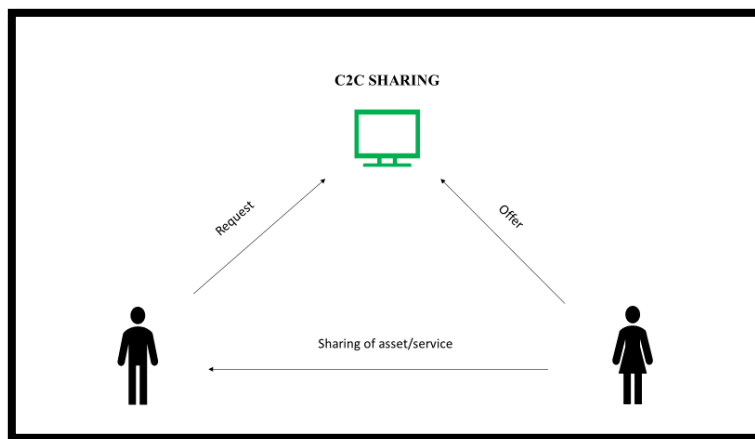 C2C SHARING
Request
Offer
Sharing of asset/service